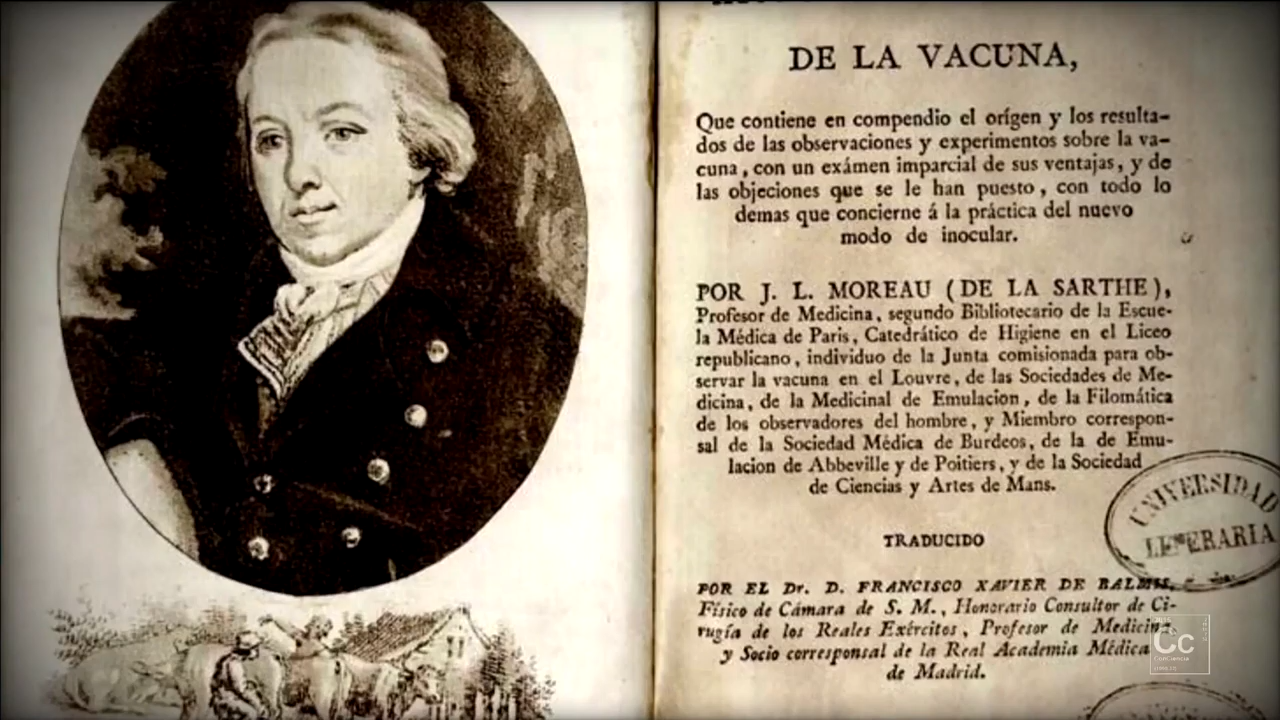 DE LA VACUNA,
Que contiene en compendio el orígen y los resulta-
dos de las observaciones y experimentos sobre la va-
cuna, con un exámen imparcial de sus ventajas, y de
las objeciones que se le han puesto, con todo lo
demas que concierne á la práctica del nuevo
modo de inocular.
POR J. L. MOREAU (DE LA SARTHE),
Profesor de Medicina, segundo Bibliotecario de la Escue-
la Médica de Paris, Catedrático de Higiene en el Liceo
republicano, individuo de la Junta comisionada para ob-
servar la vacuna en el Louvre, de las Sociedades de Me-
dicina, de la Medicinal de Emulacion, de la Filomática
de los observadores del hombre, y Miembro correspon-
sal de la Sociedad Médica de Burdeos, de la de Emu-
lacion de Abbeville y de Poitiers, y de la Sociedad
de Ciencias y Artes de Mans.
UNIVERSIDAD
LITERARIA
TRADUCIDO
POR EL Dr. D. FRANCISCO XAVIER DE BALMIS,
Físico de Cámara de S. M., Honorario Consultor de Ci-
rugía de los Reales Exércitos, Profesor de Medicina
y Socio corresponsal de la Real Academia Médica
de Madrid.
Cc
ConCiencia